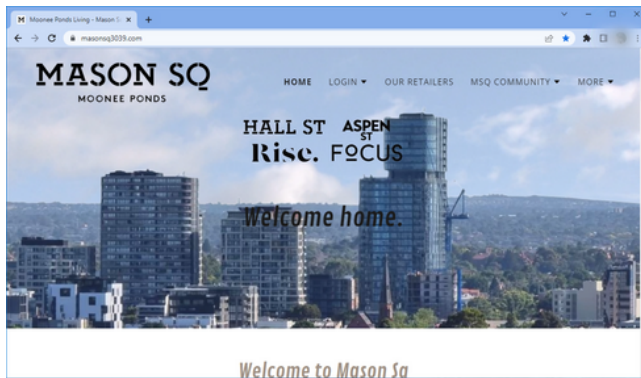 Moonee Ponds Living - Mason S
masonsq3039.com
MASON SQ
MOONEE PONDS
HOME LOGIN OUR RETAILERS MSQ COMMUNITY MORE
HALL ST ASPEN ST
Rise. FOCUS
Welcome home.
Welcome to Mason Sq